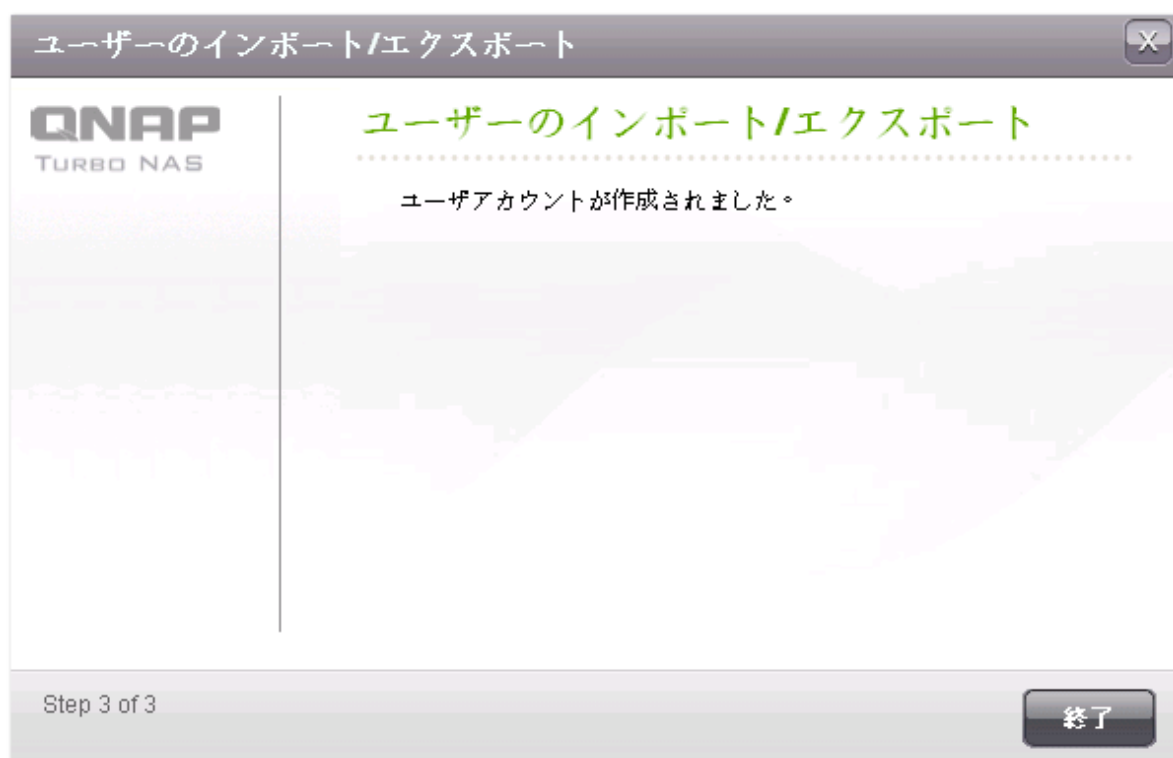 ユーザーのインポート/エクスポート
X
QNAP
TURBO NAS
ユーザーのインポート/エクスポート
ユーザアカウントが作成されました。
Step 3 of 3
終了